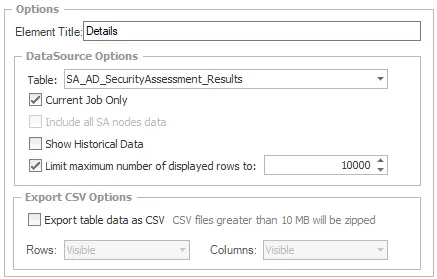 Options
Element Title: Details
DataSource Options
Table: SA_AD_SecurityAssessment_Results
Current Job Only
Include all SA nodes data
Show Historical Data
Limit maximum number of displayed rows to: 10000
Export CSV Options
Export table data as CSV CSV files greater than 10 MB will be zipped
Rows: Visible Columns: Visible